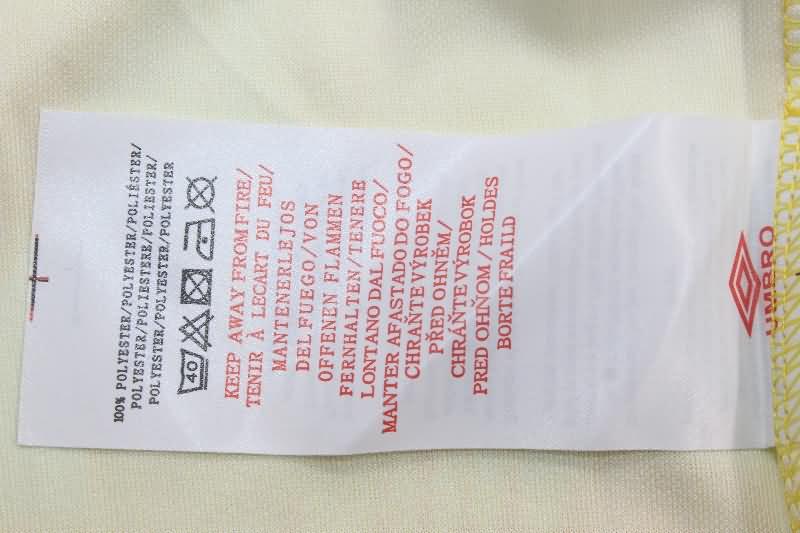 100% POLYESTER/POLYESTER/POLIÉSTER/
POLYESTER/POLIESTERE/POLIÉSTER/
POLYESTER/POLYESTER/POLYESTER
40
KEEP AWAY FROM FIRE/
TENIR À LECART DU FEU/
MANTENERLEJOS
DEL FUEGO/VON
OFFENEN FLAMMEN
FERNHALTEN/TENERE
LONTANO DAL FUOCO/
MANTER AFASTADO DO FOGO/
CHRAŇTE VÝROBEK
PŘED OHNĚM/
CHRÁŇTE VÝROBOK
PRED OHŇOM/HOLDES
BORTE FRAILD
UMBRO